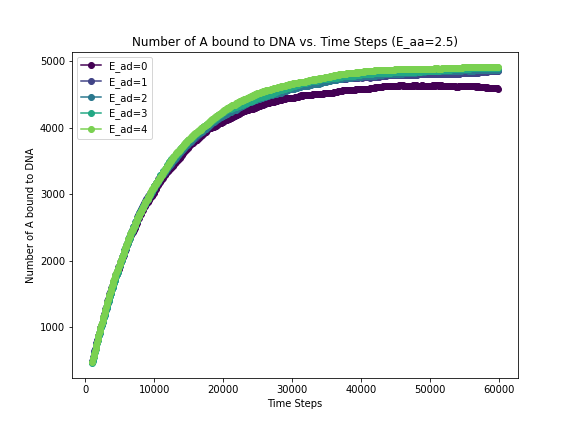 Number of A bound to DNA vs. Time Steps (E_aa=2.5)
E_ad=0
E_ad=1
E_ad=2
E_ad=3
E_ad=4
5000
4000
3000
2000
1000
Number of A bound to DNA
0 10000 20000 30000 40000 50000 60000
Time Steps